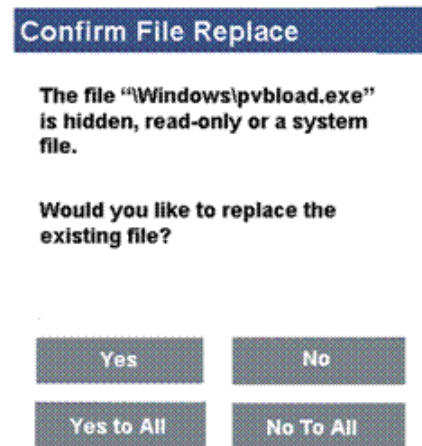 Confirm File Replace
The file “\Windows\pvbload.exe”
is hidden, read-only or a system
file.
Would you like to replace the
existing file?
Yes
No
Yes to All
No To All